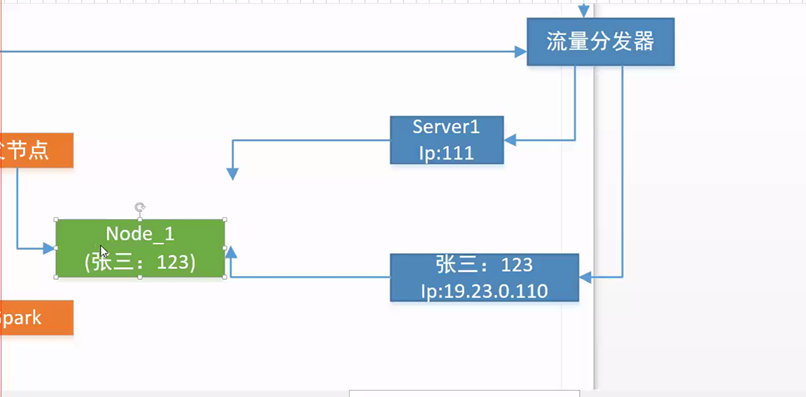 流量分发器
Server1
Ip:111
节点
Node_1
(张三：123)
张三：123
Ip:19.23.0.110
Spark